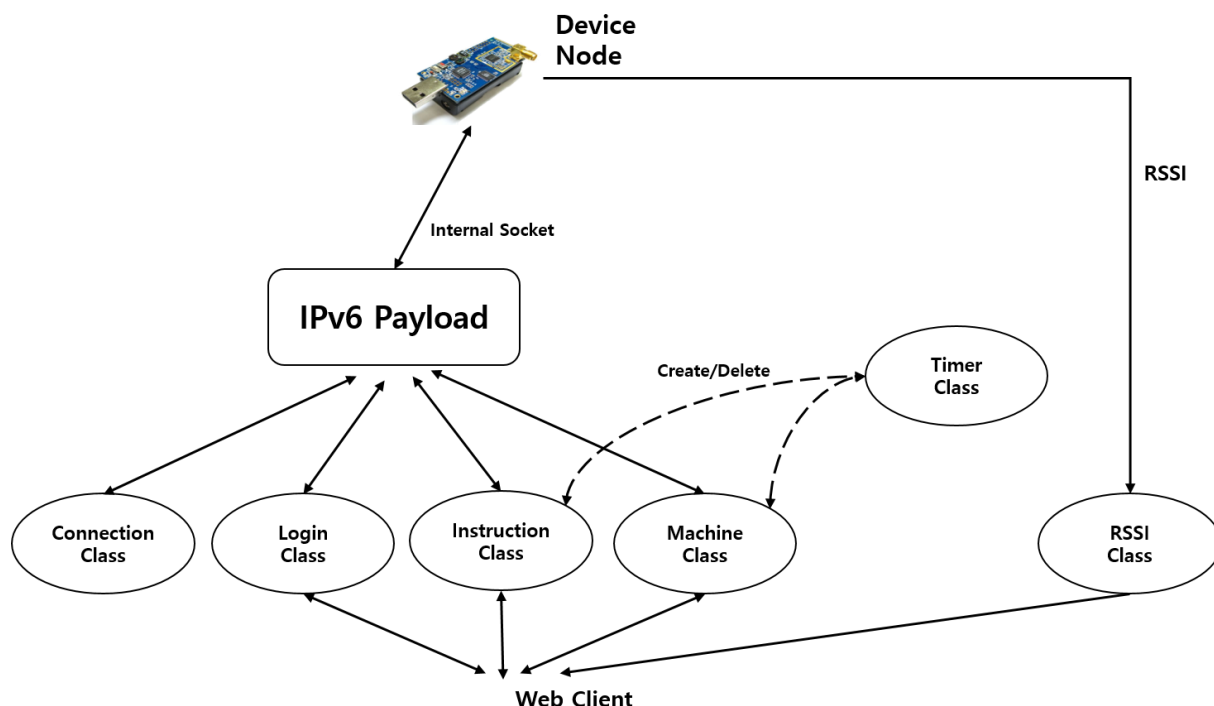 Device
Node
RSSI
Internal Socket
IPv6 Payload
Create/Delete
Timer
Class
Connection
Class
Login
Class
Instruction
Class
Machine
Class
RSSI
Class
Web Client